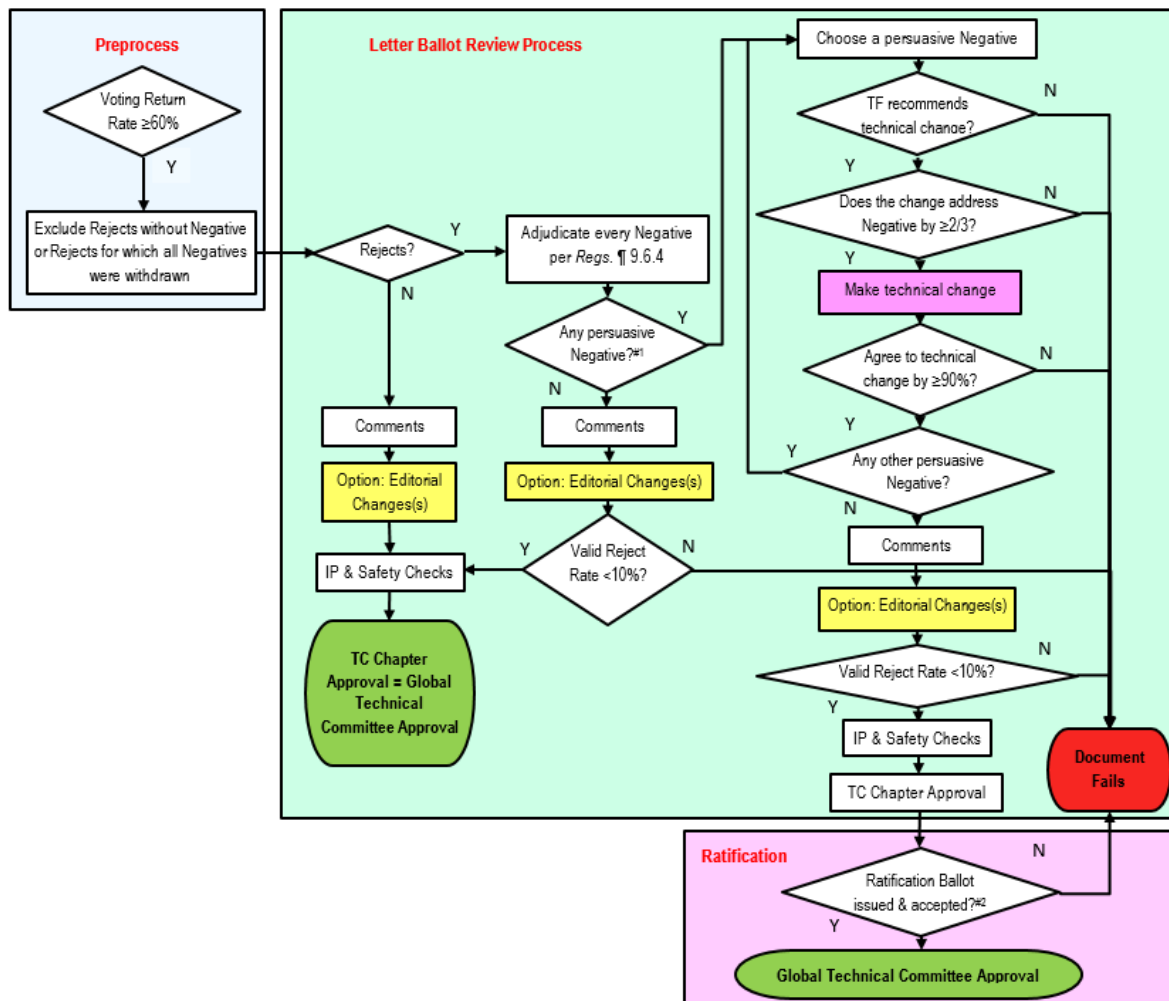 Preprocess
Voting Return
Rate ≥60%
Y
Exclude Rejects without Negative
or Rejects for which all Negatives
were withdrawn
Letter Ballot Review Process
Rejects?
Y
N
Adjudicate every Negative
per Regs. ¶ 9.6.4
Any persuasive
Negative?#1
Y
N
Comments
Option: Editorial
Changes(s)
IP & Safety Checks
TC Chapter
Approval = Global
Technical
Committee Approval
Comments
Option: Editorial Changes(s)
Valid Reject
Rate <10%?
Y
N
Choose a persuasive Negative
TF recommends
technical change?
N
Y
Does the change address
Negative by ≥2/3?
N
Y
Make technical change
Agree to technical
change by ≥90%?
N
Y
Any other persuasive
Negative?
Y
N
Comments
Option: Editorial Changes(s)
Valid Reject Rate <10%?
N
Y
IP & Safety Checks
TC Chapter Approval
Document
Fails
Ratification
Ratification Ballot
issued & accepted?#2
N
Y
Global Technical Committee Approval